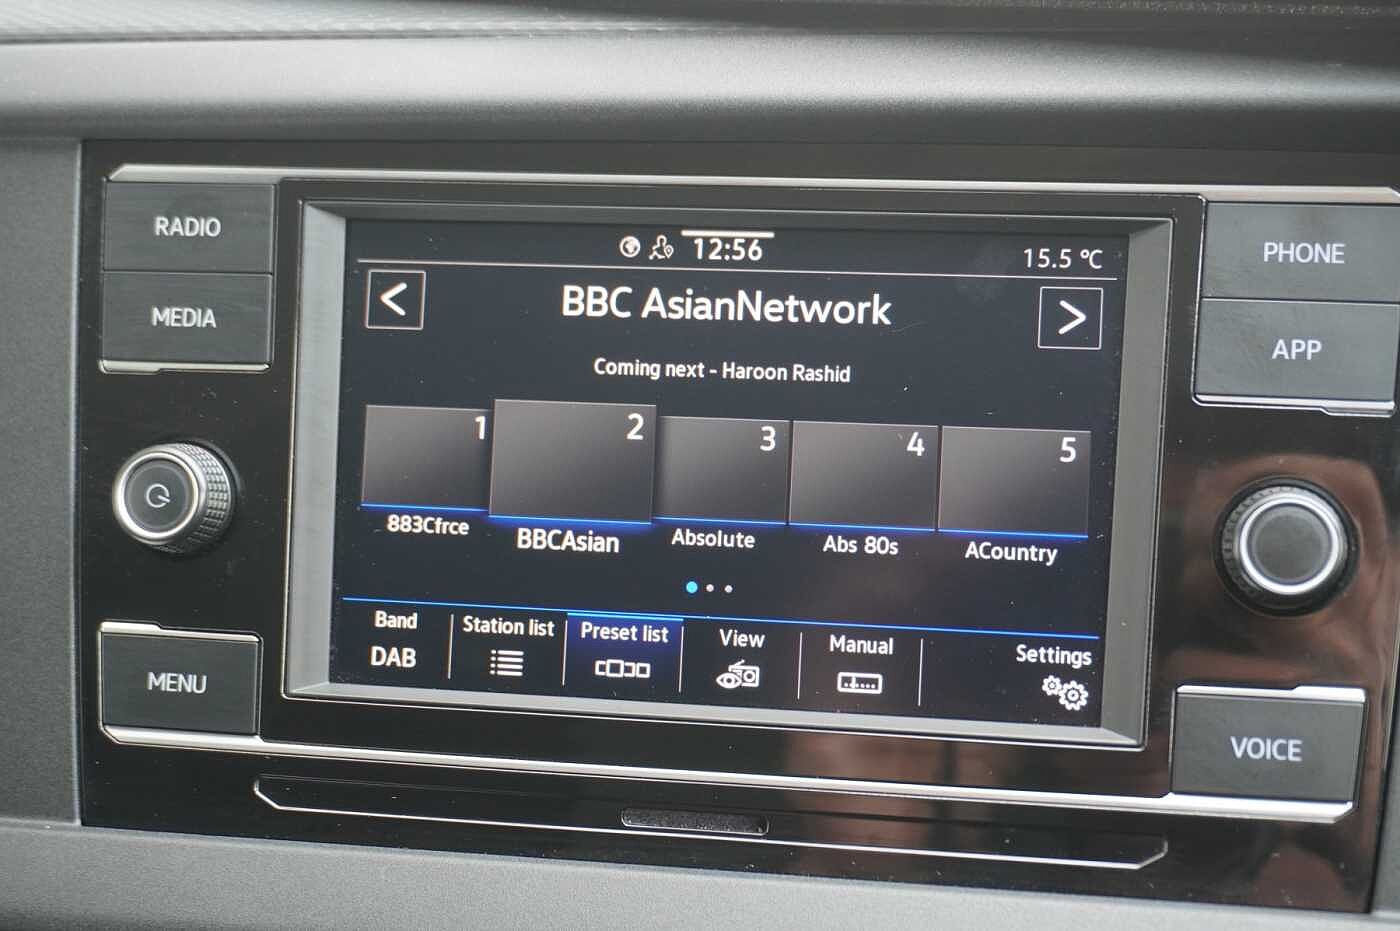 RADIO
MEDIA
MENU
12:56
15.5 °C
<
BBC AsianNetwork
>
Coming next - Haroon Rashid
1
2
3
4
5
883Cfrce
BBCAsian
Absolute
Abs 80s
ACountry
Band
DAB
Station list
Preset list
View
Manual
Settings
PHONE
APP
VOICE